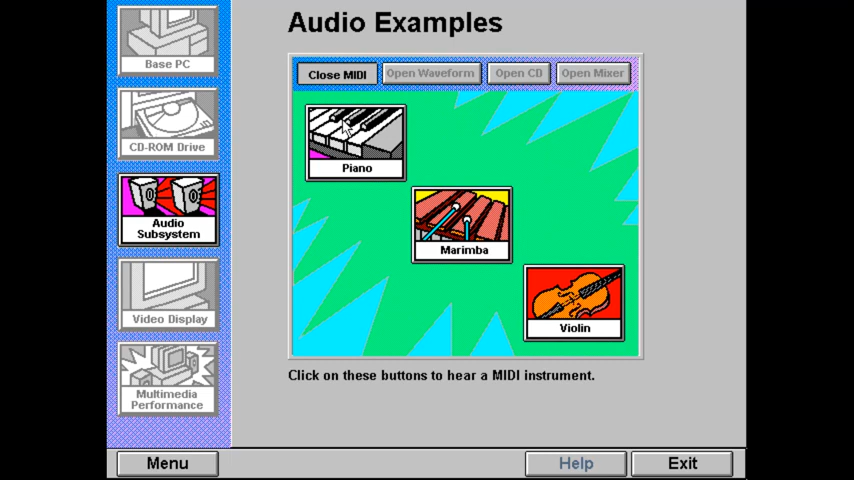 Audio Examples
Base PC
CD-ROM Drive
Audio
Subsystem
Video Display
Multimedia
Performance
Close MIDI
Open Waveform
Open CD
Open Mixer
Piano
Marimba
Violin
Click on these buttons to hear a MIDI instrument.
Menu
Help
Exit